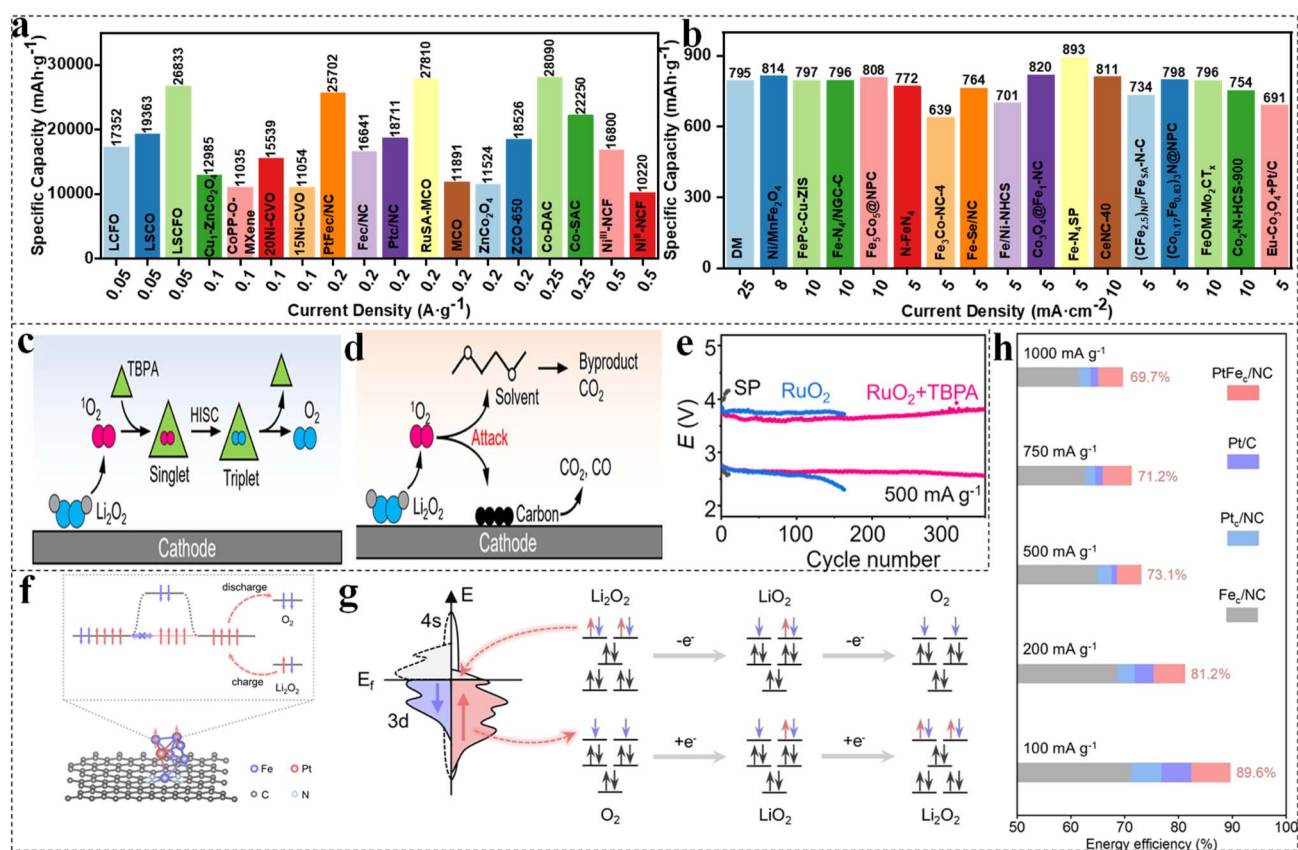 a
Specific Capacity (mAh·g⁻¹)
30000
20000
10000
0
17352
19363
26833
12985
11035
15539
11054
25702
16641
18711
27810
11891
11524
18526
28090
22250
16800
10220
LCFO
LSCO
LSCFO
Cu₁-ZnCo₂O₄
CoPP-O-
MXene
20Ni-CVO
15Ni-CVO
PtFec/NC
Fec/NC
Ptc/NC
RuSA-MCO
MCO
ZnCo₂O₄
ZCO-650
Co-DAC
Co-SAC
Niᴵᴵᴵ-NCF
Niᴵᴵ-NCF
0.05
0.05
0.05
0.1
0.1
0.1
0.1
0.2
0.2
0.2
0.2
0.2
0.2
0.2
0.25
0.25
0.5
0.5
Current Density (A·g⁻¹)
b
Specific Capacity (mAh·g⁻¹)
900
600
300
0
795
814
797
796
808
772
639
764
701
820
893
811
734
798
796
754
691
DM
Ni/MnFe₂O₄
FePc-Cu-ZIS
Fe-N₄/NGC-C
Fe₅Co₅@NPC
N-FeN₄
Fe₃Co-NC-4
Fe-Se/NC
Fe/Ni-NHCS
Co₃O₄@Fe₁-NC
Fe-N₄SP
CeNC-40
(CFe₂.₅)NP/FeSA-N-C
(Co₀.₁₇Fe₀.₈₃)₃N@NPC
FeOM-Mo₂CTₓ
Co₂-N-HCS-900
Eu-Co₃O₄+Pt/C
25
8
10
10
10
5
5
5
5
5
5
10
5
5
10
10
5
Current Density (mA·cm⁻²)
c
TBPA
¹O₂
HISC
O₂
Singlet
Triplet
Li₂O₂
Cathode
d
Byproduct
CO₂
Solvent
¹O₂
Attack
CO₂, CO
Li₂O₂
Carbon
Cathode
e
E (V)
5
4
3
2
SP
RuO₂
RuO₂+TBPA
500 mA g⁻¹
0
100
200
300
Cycle number
f
discharge
O₂
charge
Li₂O₂
Fe
Pt
C
N
g
E
4s
E_f
3d
Li₂O₂
LiO₂
O₂
-e⁻
-e⁻
+e⁻
+e⁻
O₂
LiO₂
Li₂O₂
h
1000 mA g⁻¹
69.7%
750 mA g⁻¹
71.2%
500 mA g⁻¹
73.1%
200 mA g⁻¹
81.2%
100 mA g⁻¹
89.6%
PtFe_c/NC
Pt/C
Pt_c/NC
Fe_c/NC
50
60
70
80
90
100
Energy efficiency (%)